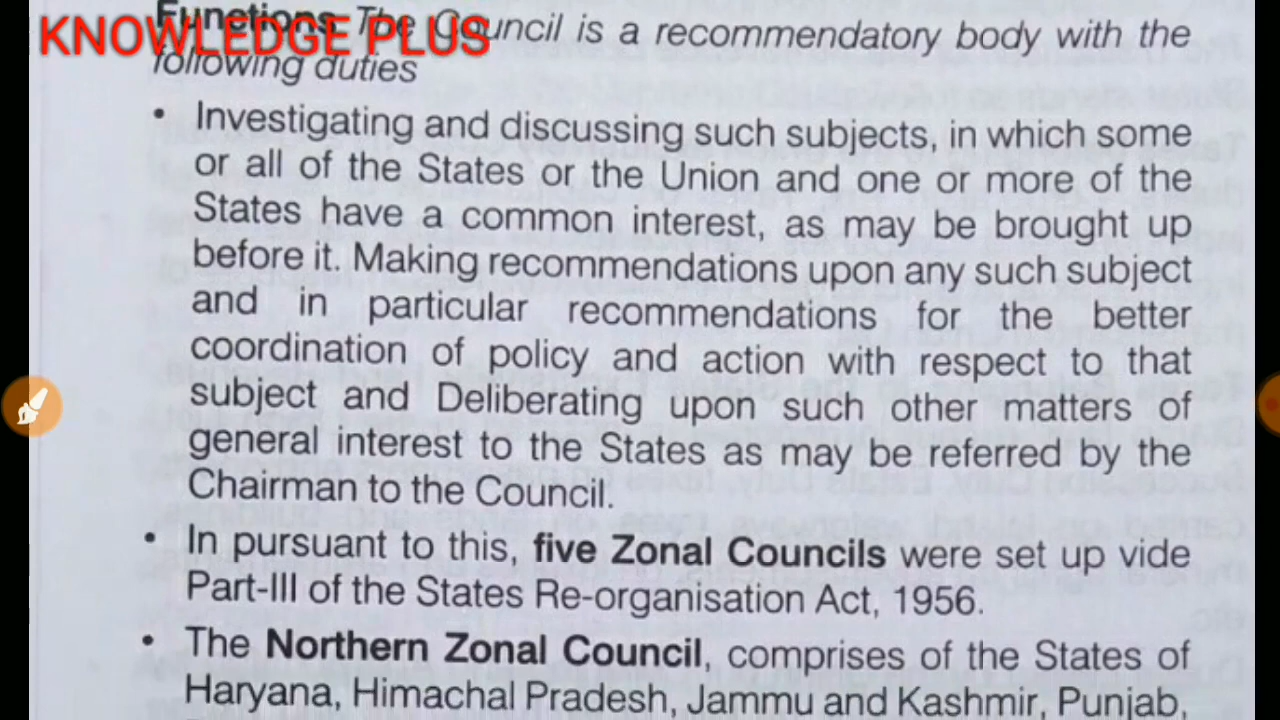 KNOWLEDGE PLUS
Functions The Council is a recommendatory body with the
following duties
• Investigating and discussing such subjects, in which some
or all of the States or the Union and one or more of the
States have a common interest, as may be brought up
before it. Making recommendations upon any such subject
and in particular recommendations for the better
coordination of policy and action with respect to that
subject and Deliberating upon such other matters of
general interest to the States as may be referred by the
Chairman to the Council.
• In pursuant to this, five Zonal Councils were set up vide
Part-III of the States Re-organisation Act, 1956.
• The Northern Zonal Council, comprises of the States of
Haryana, Himachal Pradesh, Jammu and Kashmir, Punjab,